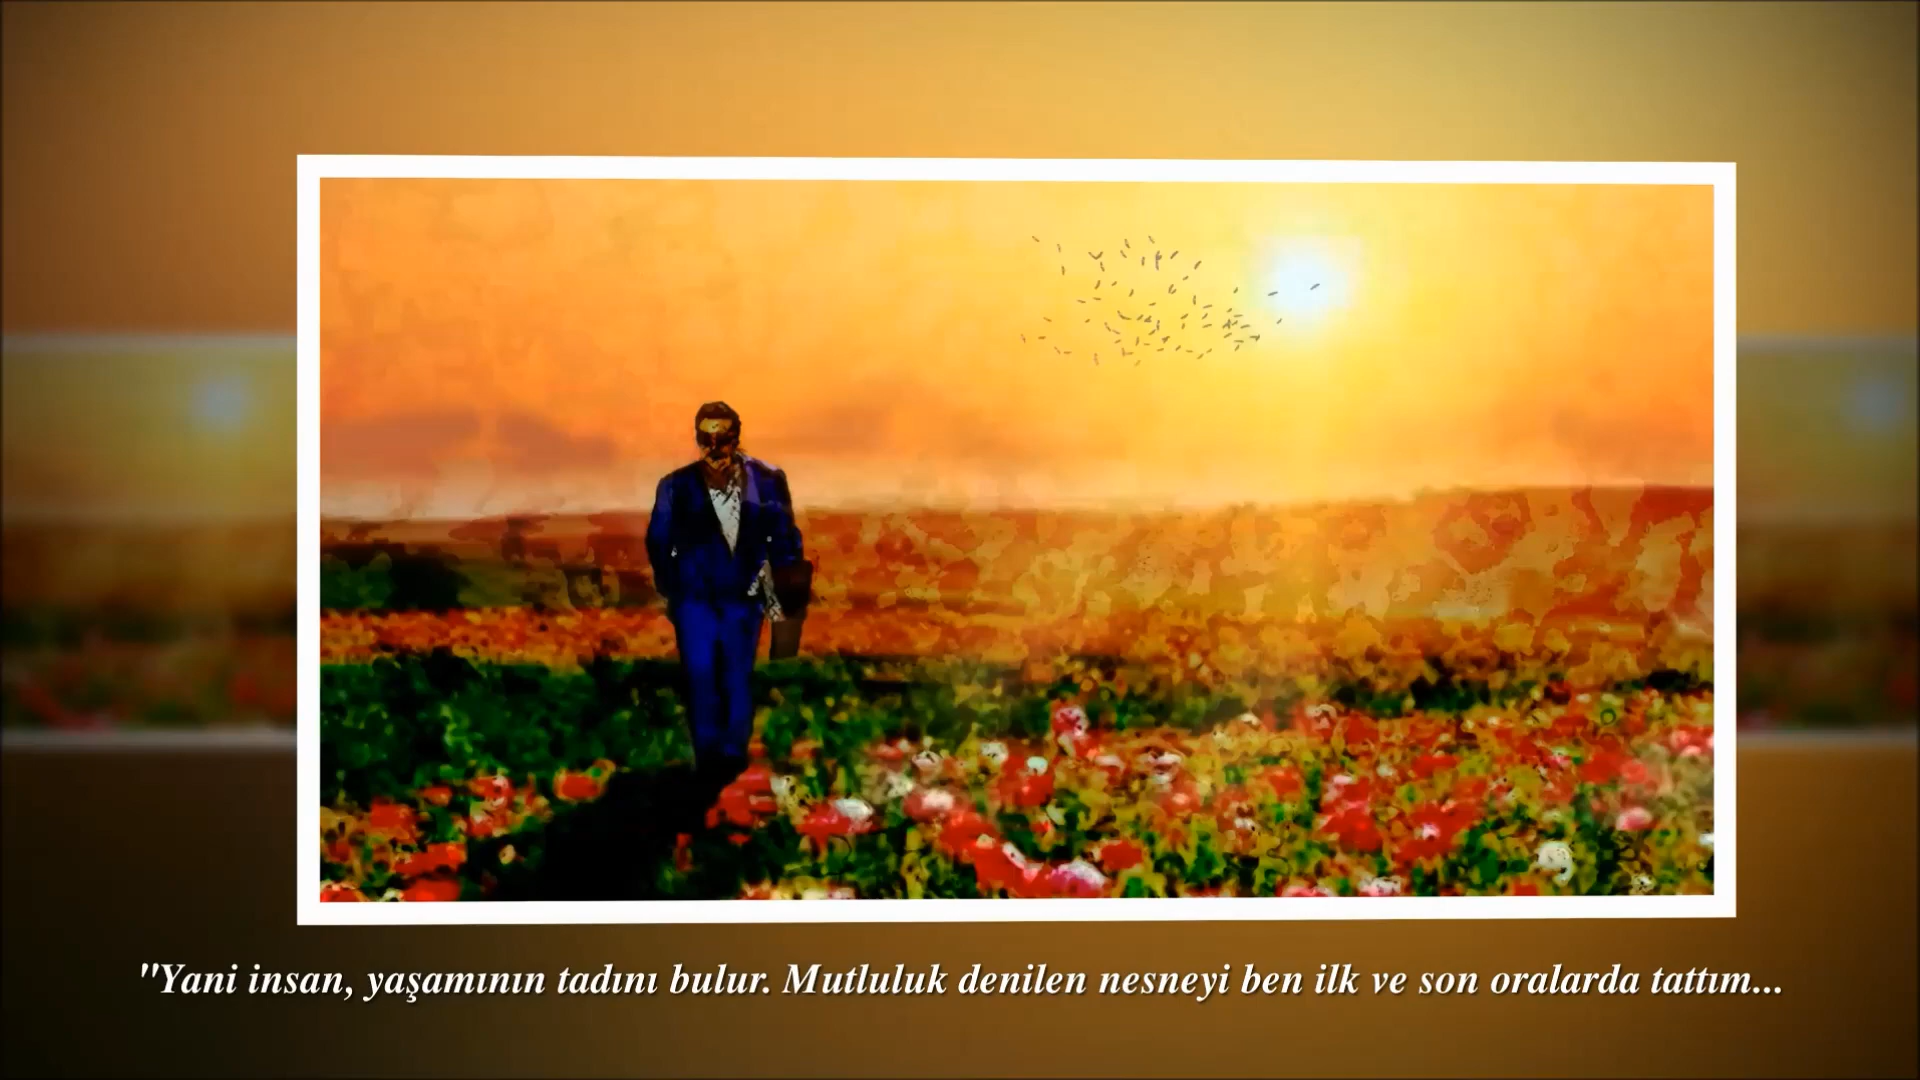 "Yani insan, yaşamının tadını bulur. Mutluluk denilen nesneyi ben ilk ve son oralarda tattım...